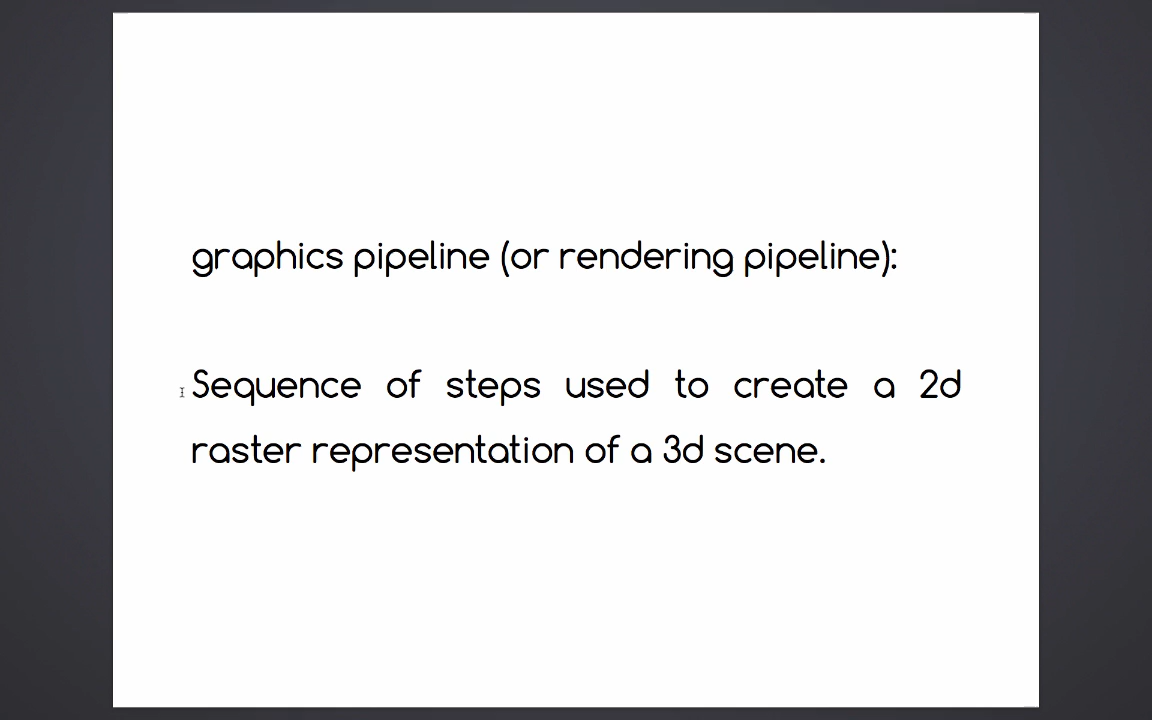 graphics pipeline (or rendering pipeline):
Sequence of steps used to create a 2d
raster representation of a 3d scene.